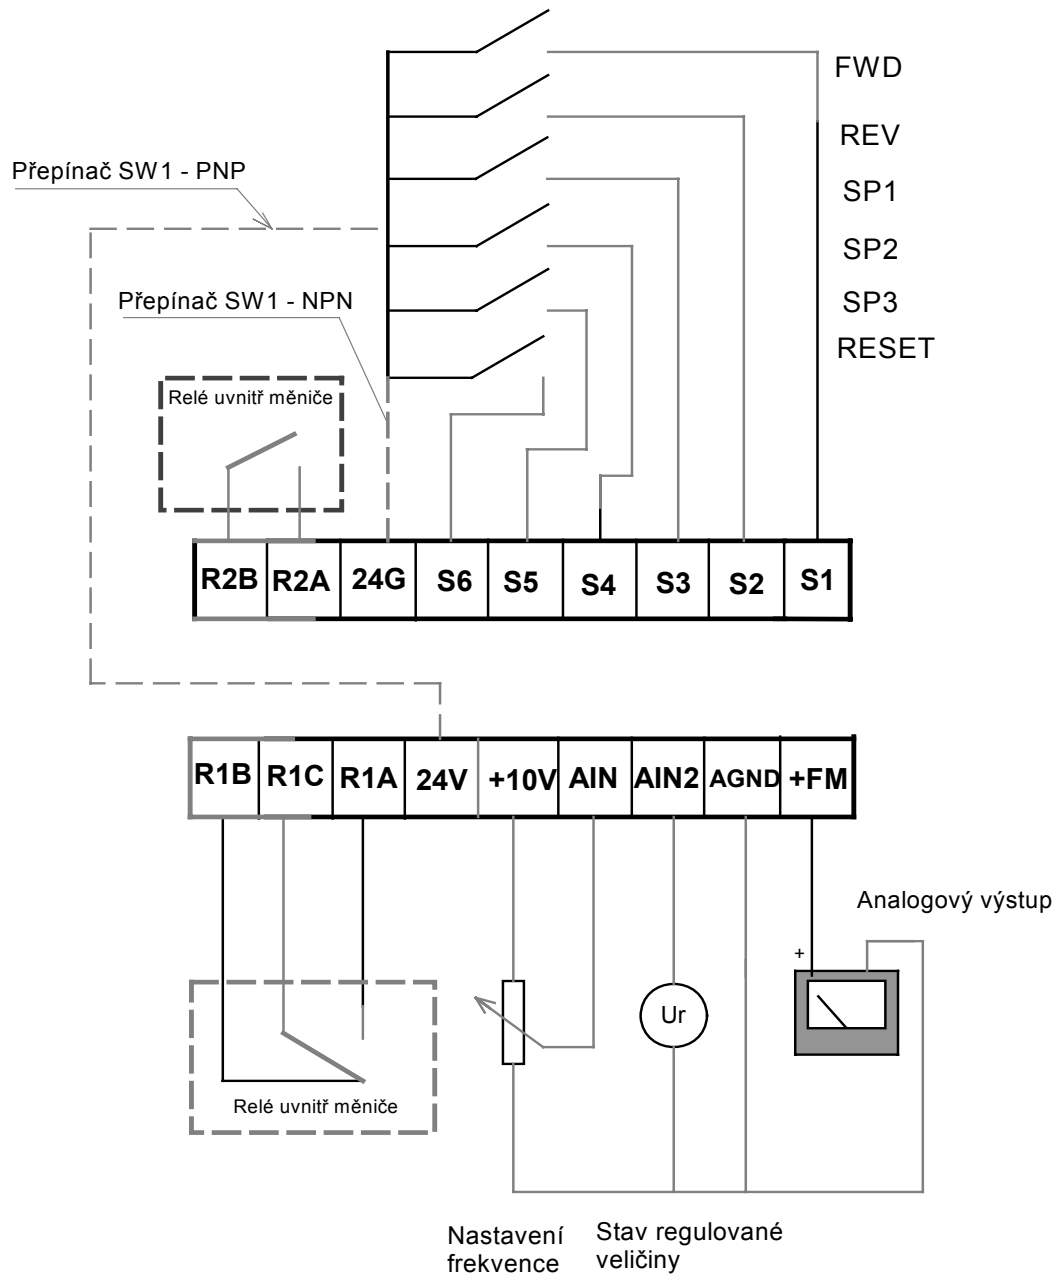 FWD
REV
Přepínač SW1 - PNP
SP1
SP2
Přepínač SW1 - NPN
SP3
RESET
Relé uvnitř měniče
R2B R2A 24G S6 S5 S4 S3 S2 S1
R1B R1C R1A 24V +10V AIN AIN2 AGND +FM
Analogový výstup
+
Ur
Relé uvnitř měniče
Nastavení
frekvence
Stav regulované
veličiny